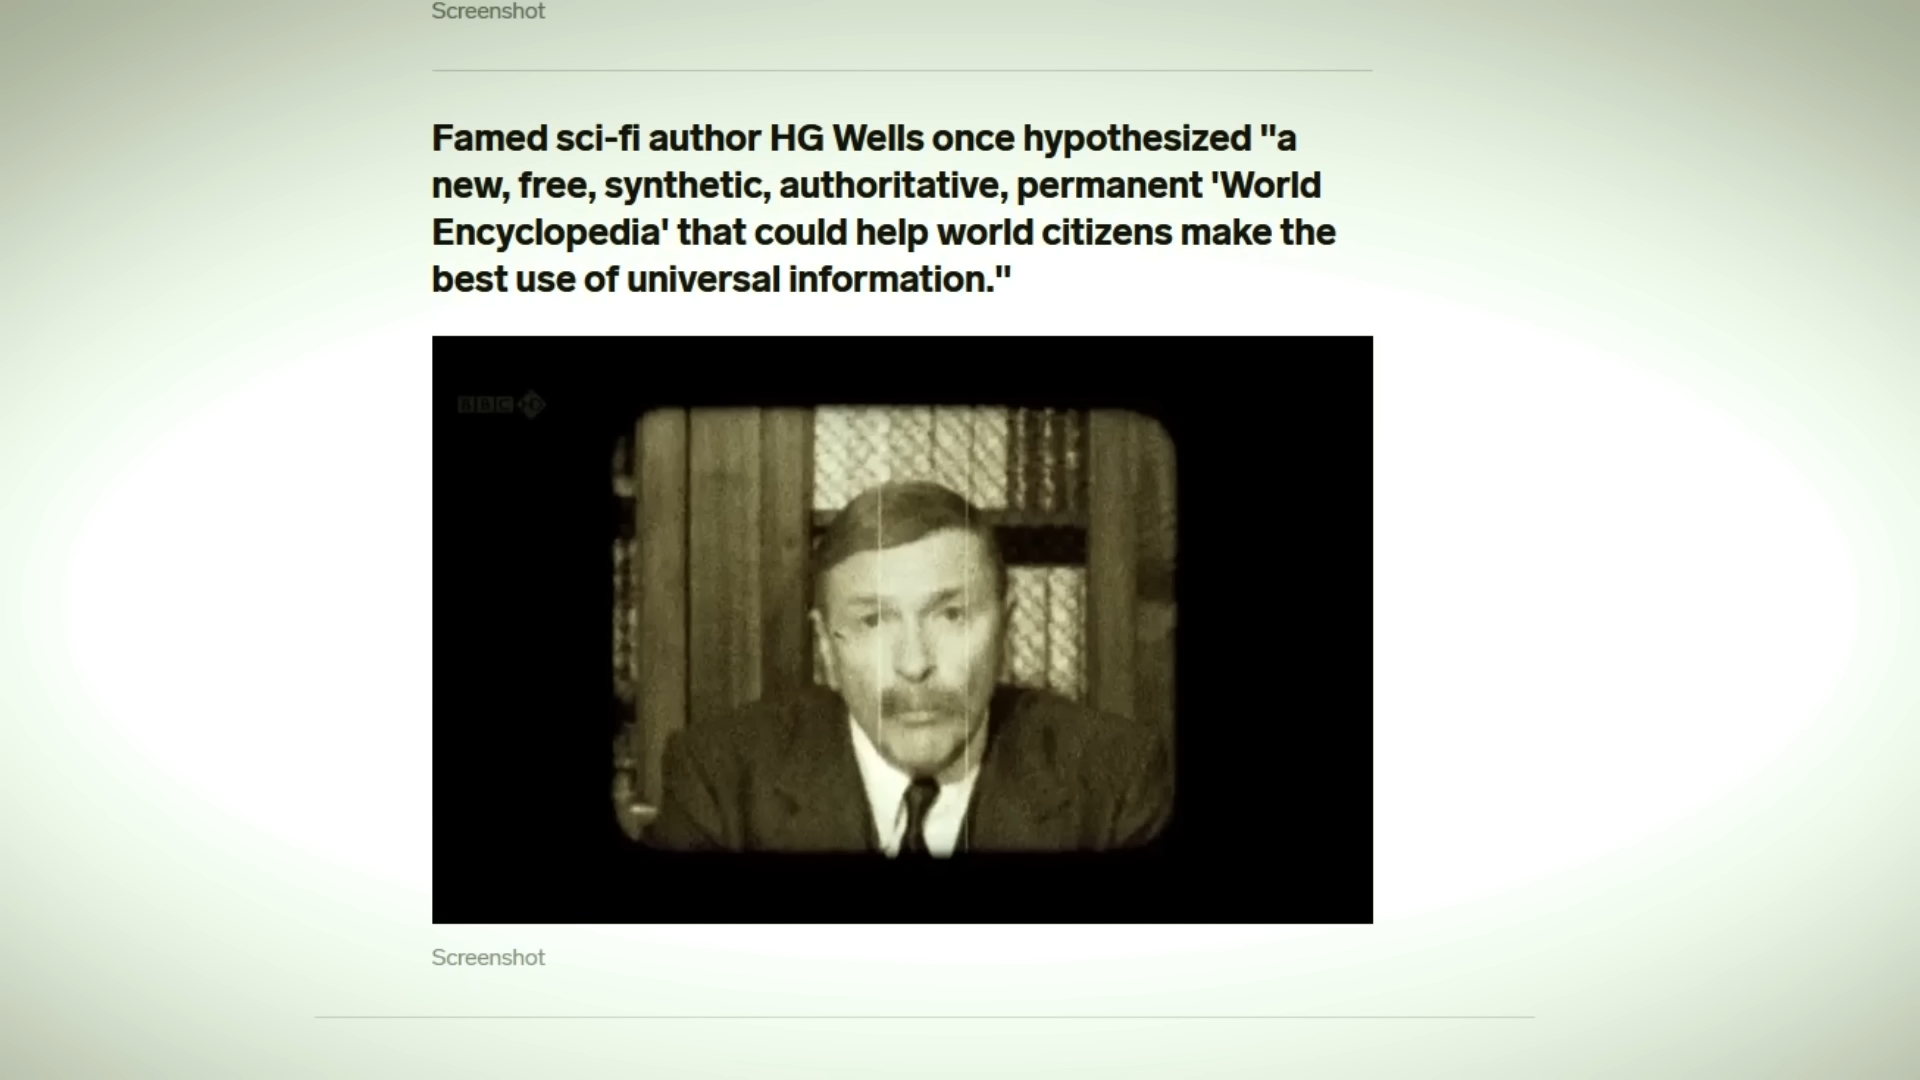 Screenshot
Famed sci-fi author HG Wells once hypothesized "a
new, free, synthetic, authoritative, permanent 'World
Encyclopedia' that could help world citizens make the
best use of universal information."
BBC HD
Screenshot